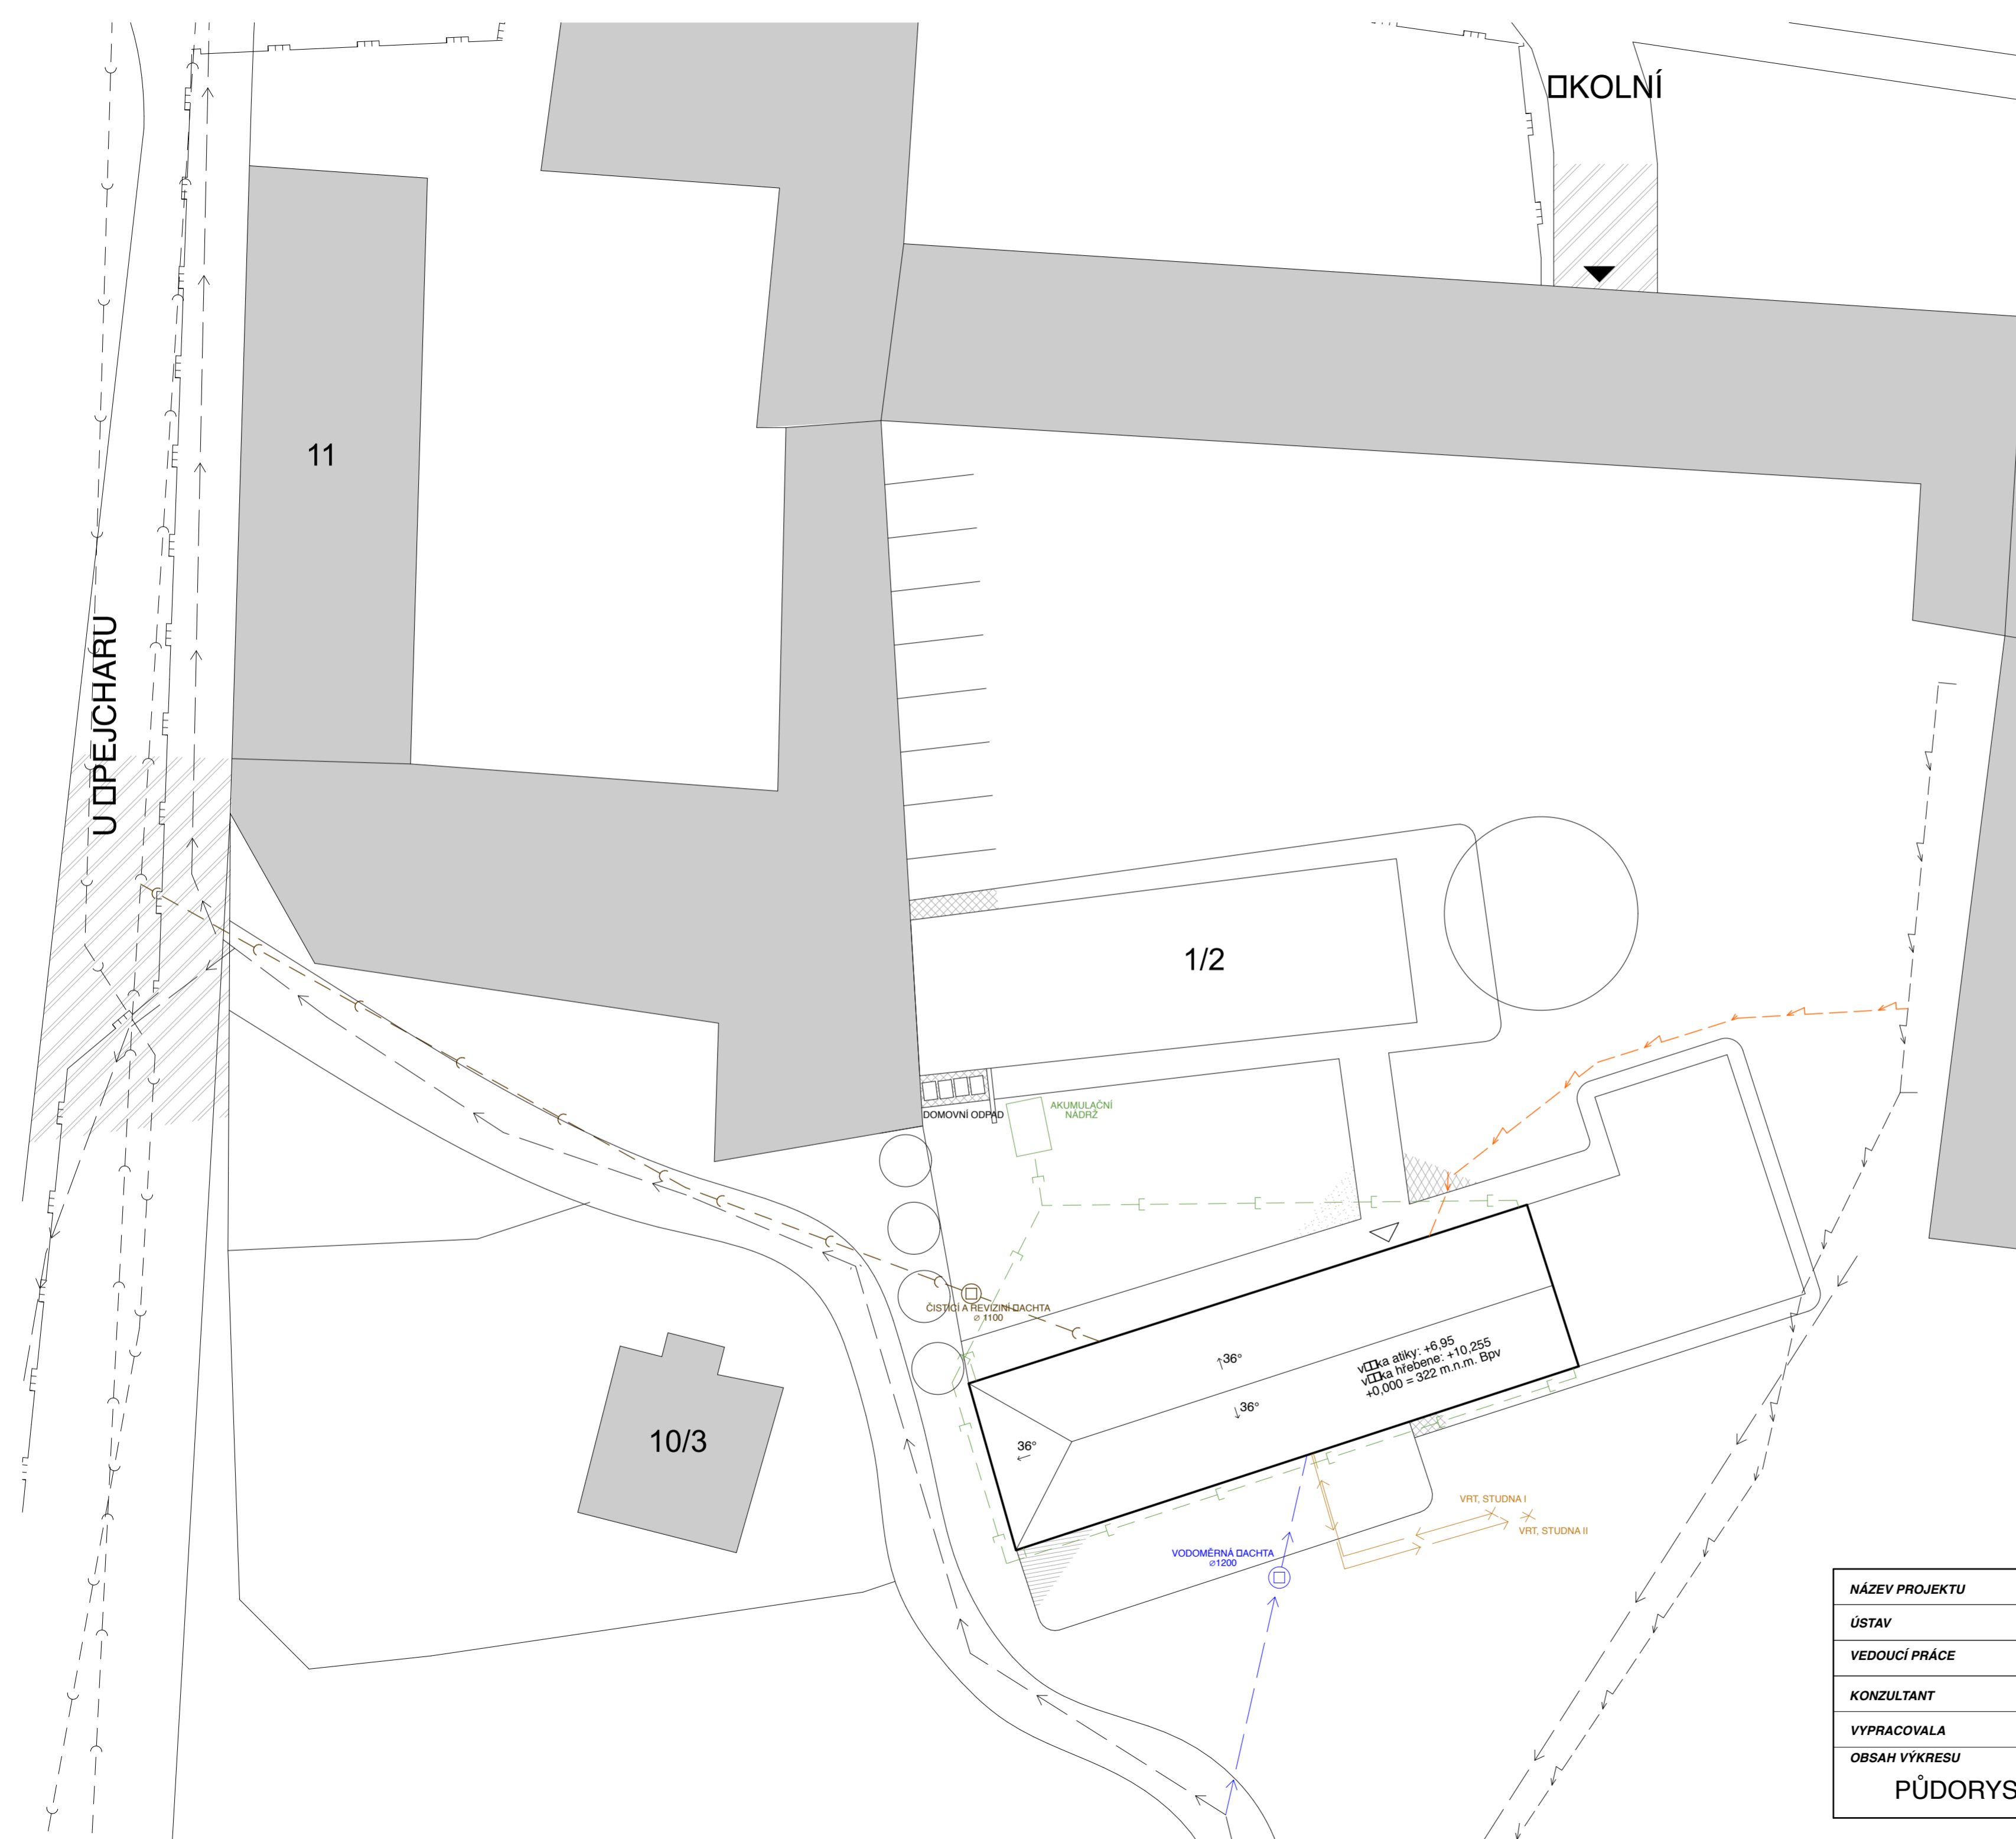 □KOLNÍ
11
U □PEJCHARU
1/2
DOMOVNÍ ODPAD
AKUMULAČNÍ
NÁDRŽ
ČISTÍCÍ A REVIZINÍ □ACHTA
⌀ 1100
36°
v□□ka atiky: +6,95
v□□ka hřebene: +10,255
+0,000 = 322 m.n.m. Bpv
36°
36°
10/3
VRT, STUDNA I
VRT, STUDNA II
VODOMĚRNÁ □ACHTA
⌀1200
NÁZEV PROJEKTU
ÚSTAV
VEDOUCÍ PRÁCE
KONZULTANT
VYPRACOVALA
OBSAH VÝKRESU
PŮDORYS